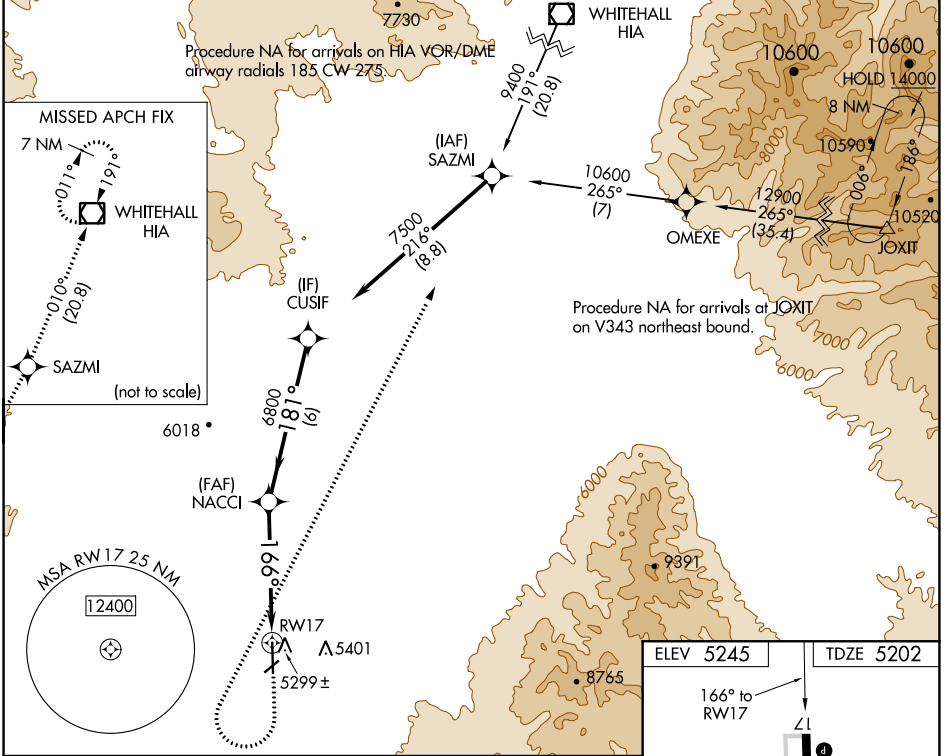 7730
WHITEHALL
HIA
Procedure NA for arrivals on HIA VOR/DME
airway radials 185 CW 275.
9400
191°
(20.8)
10600
10600
HOLD 14000
8 NM
10590
8000
006°
186°
10520
JOXIT
MISSED APCH FIX
7 NM
011°
191°
WHITEHALL
HIA
010°
(20.8)
SAZMI
(not to scale)
(IAF)
SAZMI
10600
265°
(7)
OMEXE
12900
265°
(35.4)
7500
216°
(8.8)
(IF)
CUSIF
Procedure NA for arrivals at JOXIT
on V343 northeast bound.
7000
6000
6800
181°
(6)
6018
(FAF)
NACCI
166°
6000
9391
MSA RW17 25 NM
12400
RW17
5401
5299 ±
8765
ELEV 5245
TDZE 5202
166° to
RW17
17
P